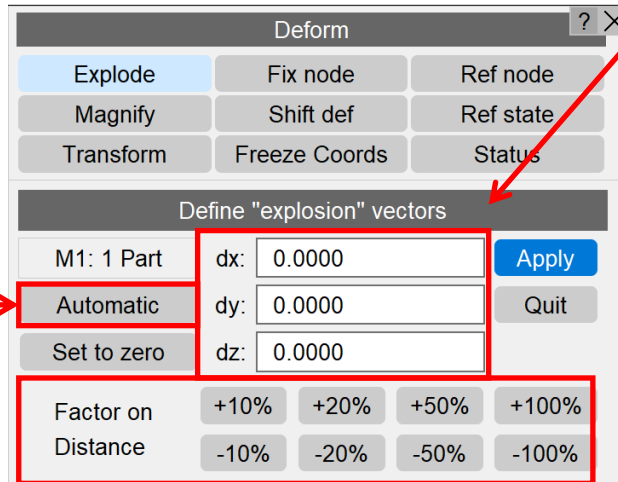 Deform ? X
Explode Fix node Ref node
Magnify Shift def Ref state
Transform Freeze Coords Status
Define "explosion" vectors
M1: 1 Part dx: 0.0000 Apply
Automatic dy: 0.0000 Quit
Set to zero dz: 0.0000
Factor on +10% +20% +50% +100%
Distance -10% -20% -50% -100%